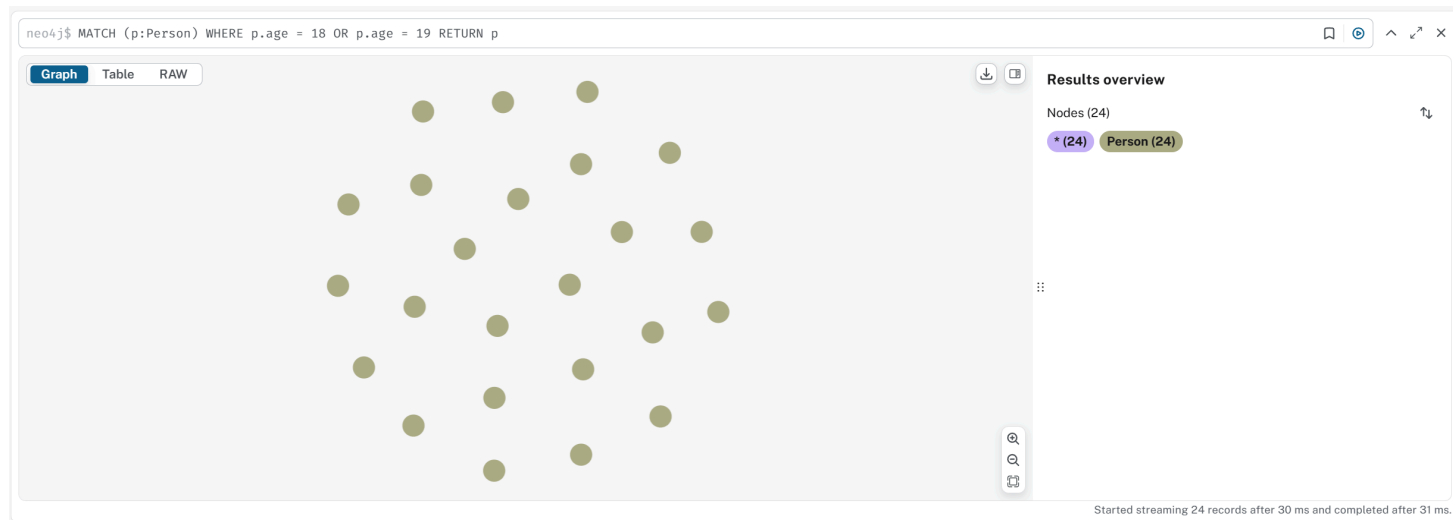 neo4j$ MATCH (p:Person) WHERE p.age = 18 OR p.age = 19 RETURN p
Graph Table RAW
Results overview
Nodes (24)
* (24) Person (24)
Started streaming 24 records after 30 ms and completed after 31 ms.